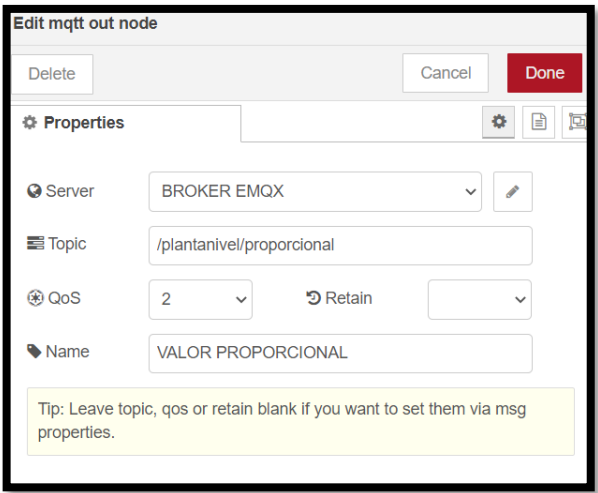 Edit mqtt out node
Delete
Cancel
Done
Properties
Server
BROKER EMQX
Topic
/plantanivel/proporcional
QoS
2
Retain
Name
VALOR PROPORCIONAL
Tip: Leave topic, qos or retain blank if you want to set them via msg
properties.